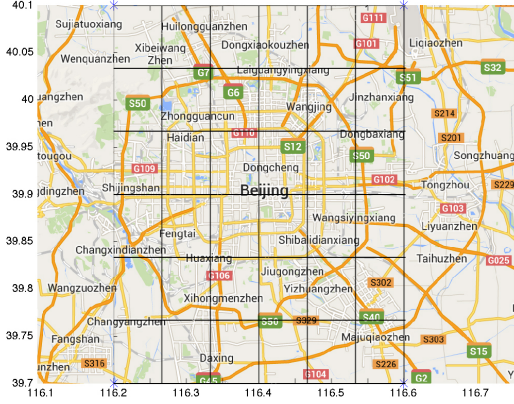 40.1
Sujiatuozhen
Huilongguanzhen
G111
Xibeiwang
Zhen
Dongxiaokouzhen
G101
Liqiaozhen
40.05
Wenquanzhen
G7
Laiguangyingxiang
S51
S32
G6
40
S50
Wangjing
Jinzhanxiang
Zhongguancun
S214
Haidian
G110
Dongbaxiang
S201
39.95
S12
S50
Songzhuang
G109
Dongcheng
G102
Shijingshan
Tongzhou
S229
39.9
Beijing
G103
Wangsiyingxiang
Liyuanzhen
Fengtai
Shibalidianxiang
39.85
Changxindianzhen
Huaxiang
Taihuzhen
G025
G106
Jiugongzhen
S302
39.8
Wangzuozhen
Yizhuangzhen
Xihongmenzhen
Changyangzhen
S50
S329
S40
39.75
Fangshan
Majuqiaozhen
S303
S15
Daxing
S316
S226
G45
G104
G2
39.7
116.1
116.2
116.3
116.4
116.5
116.6
116.7